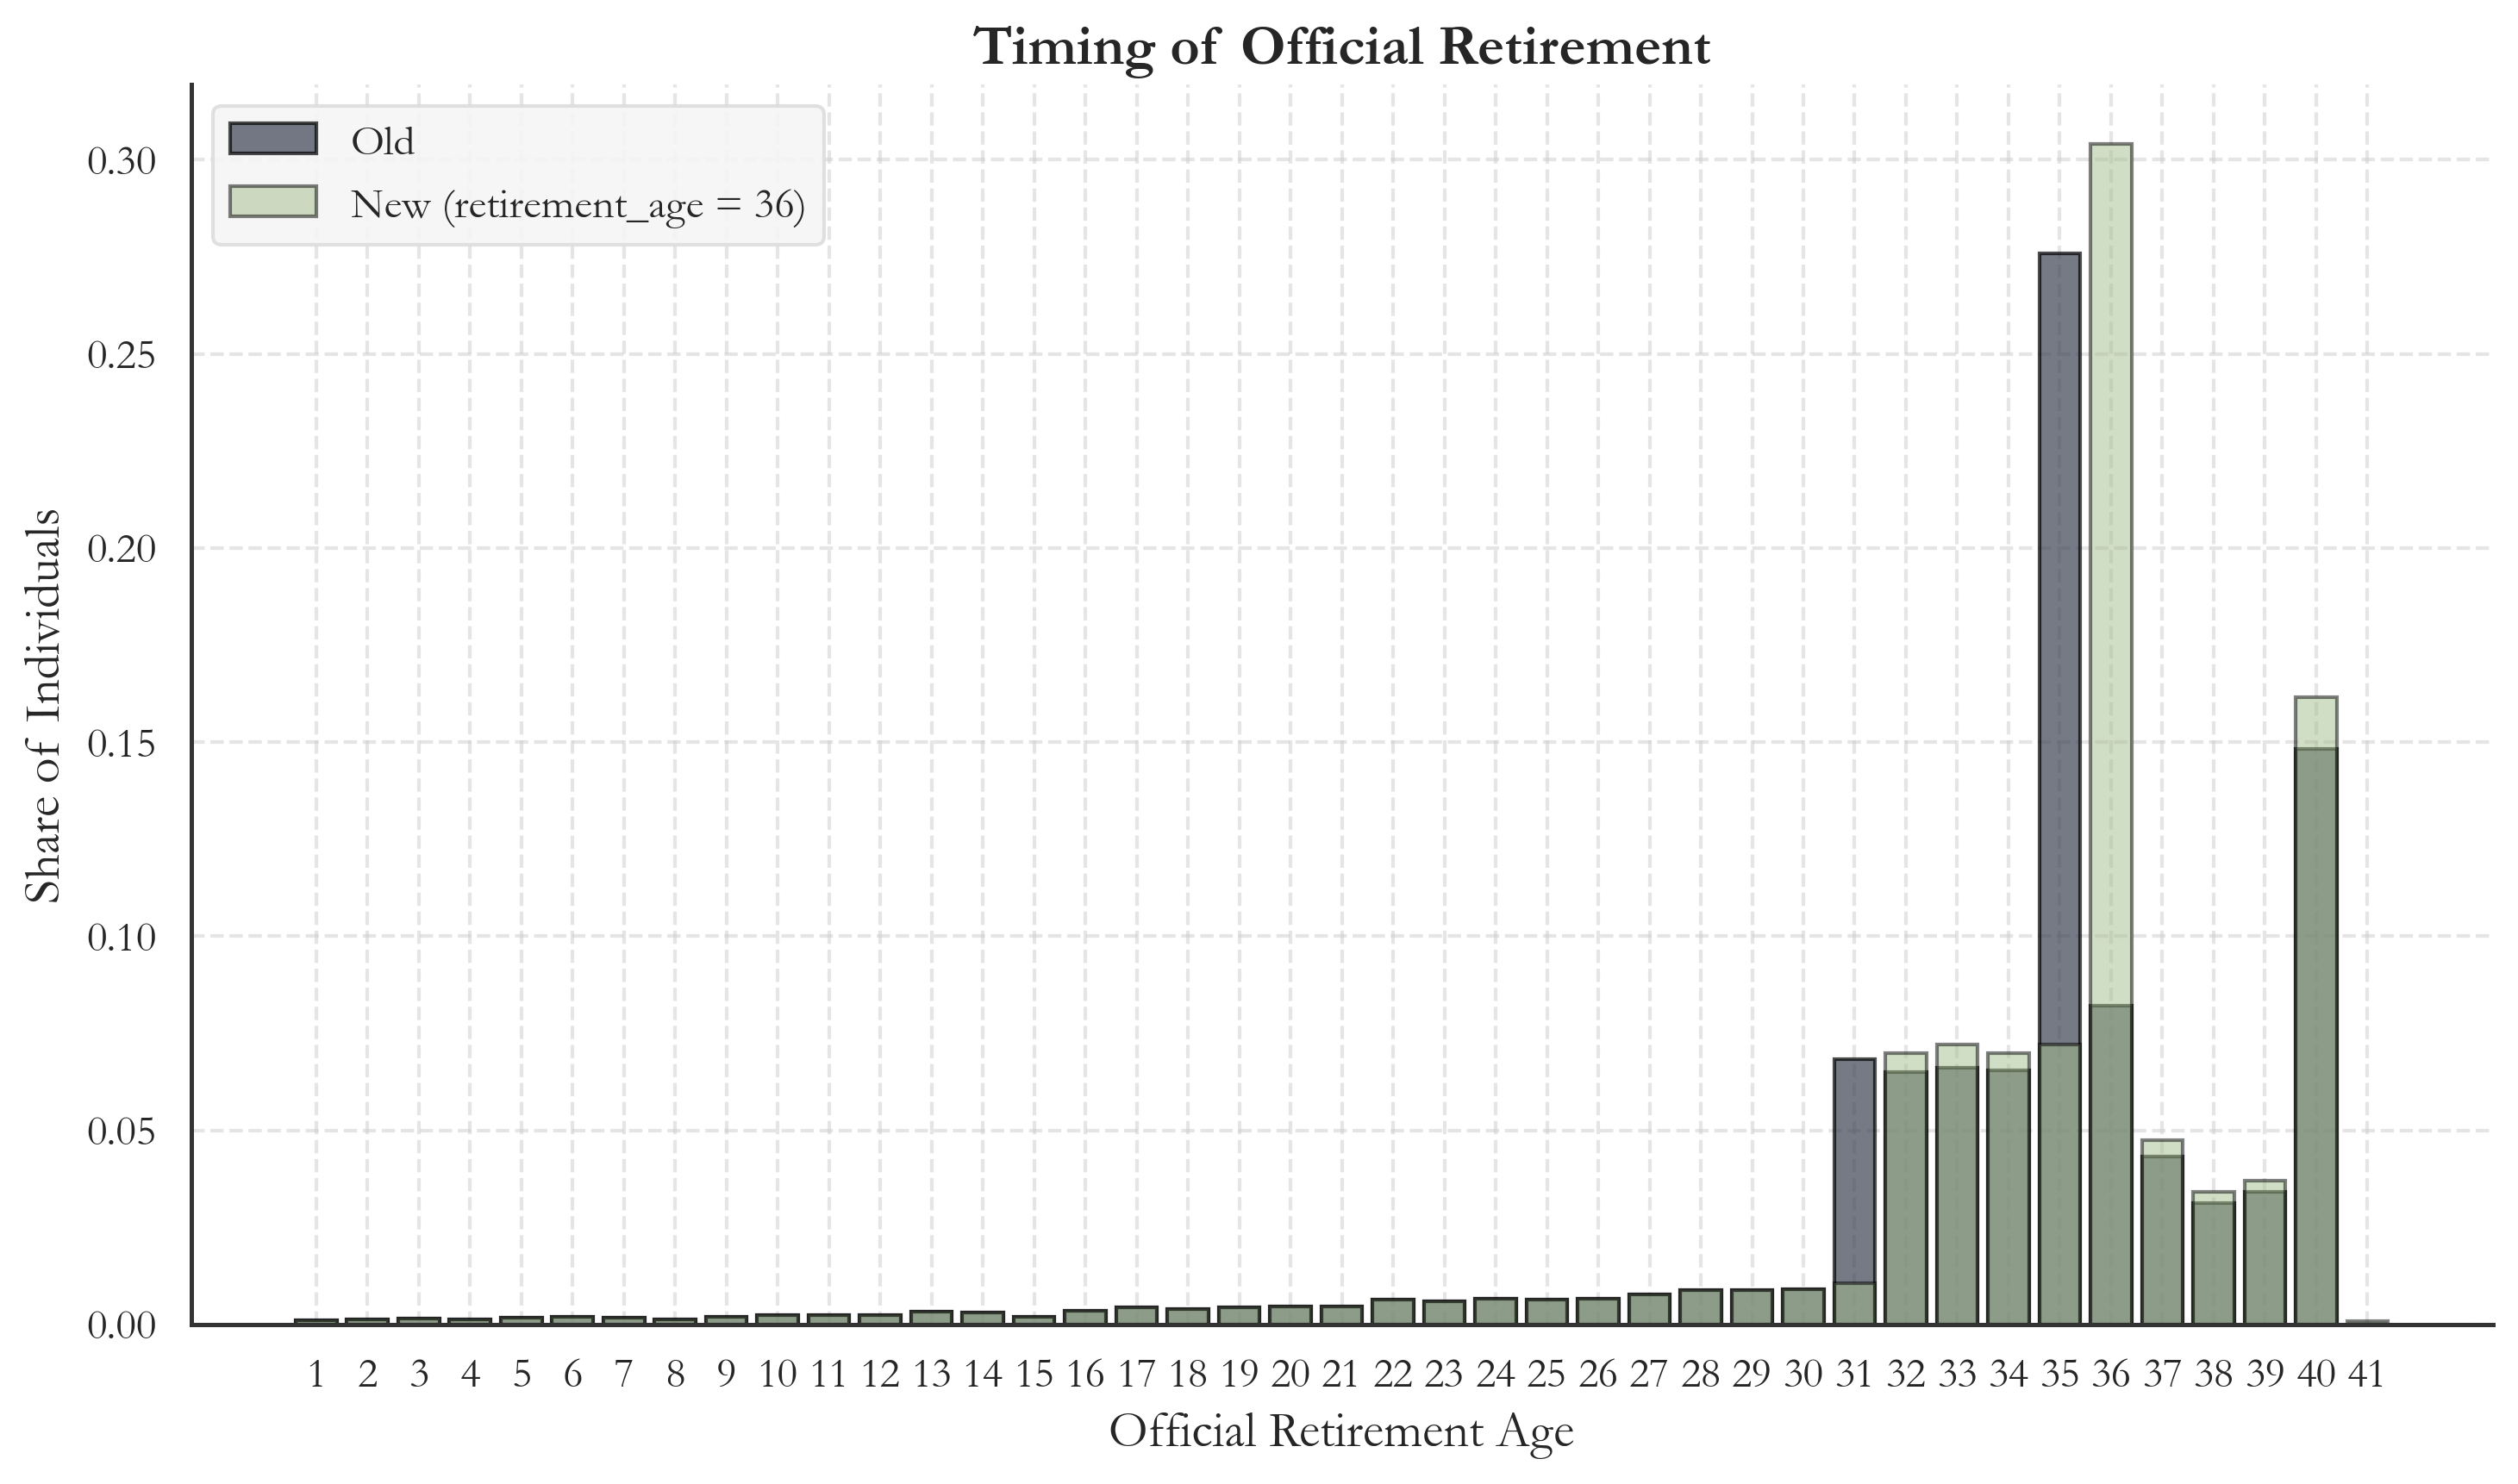 Timing of Official Retirement
Old
New (retirement_age = 36)
Share of Individuals
0.30
0.25
0.20
0.15
0.10
0.05
0.00
1 2 3 4 5 6 7 8 9 10 11 12 13 14 15 16 17 18 19 20 21 22 23 24 25 26 27 28 29 30 31 32 33 34 35 36 37 38 39 40 41
Official Retirement Age